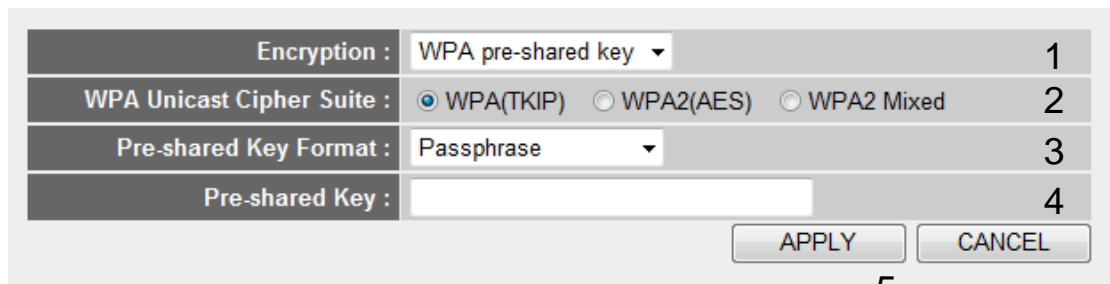 Encryption : WPA pre-shared key 1
WPA Unicast Cipher Suite : WPA(TKIP) WPA2(AES) WPA2 Mixed 2
Pre-shared Key Format : Passphrase 3
Pre-shared Key : 4
APPLY CANCEL
5